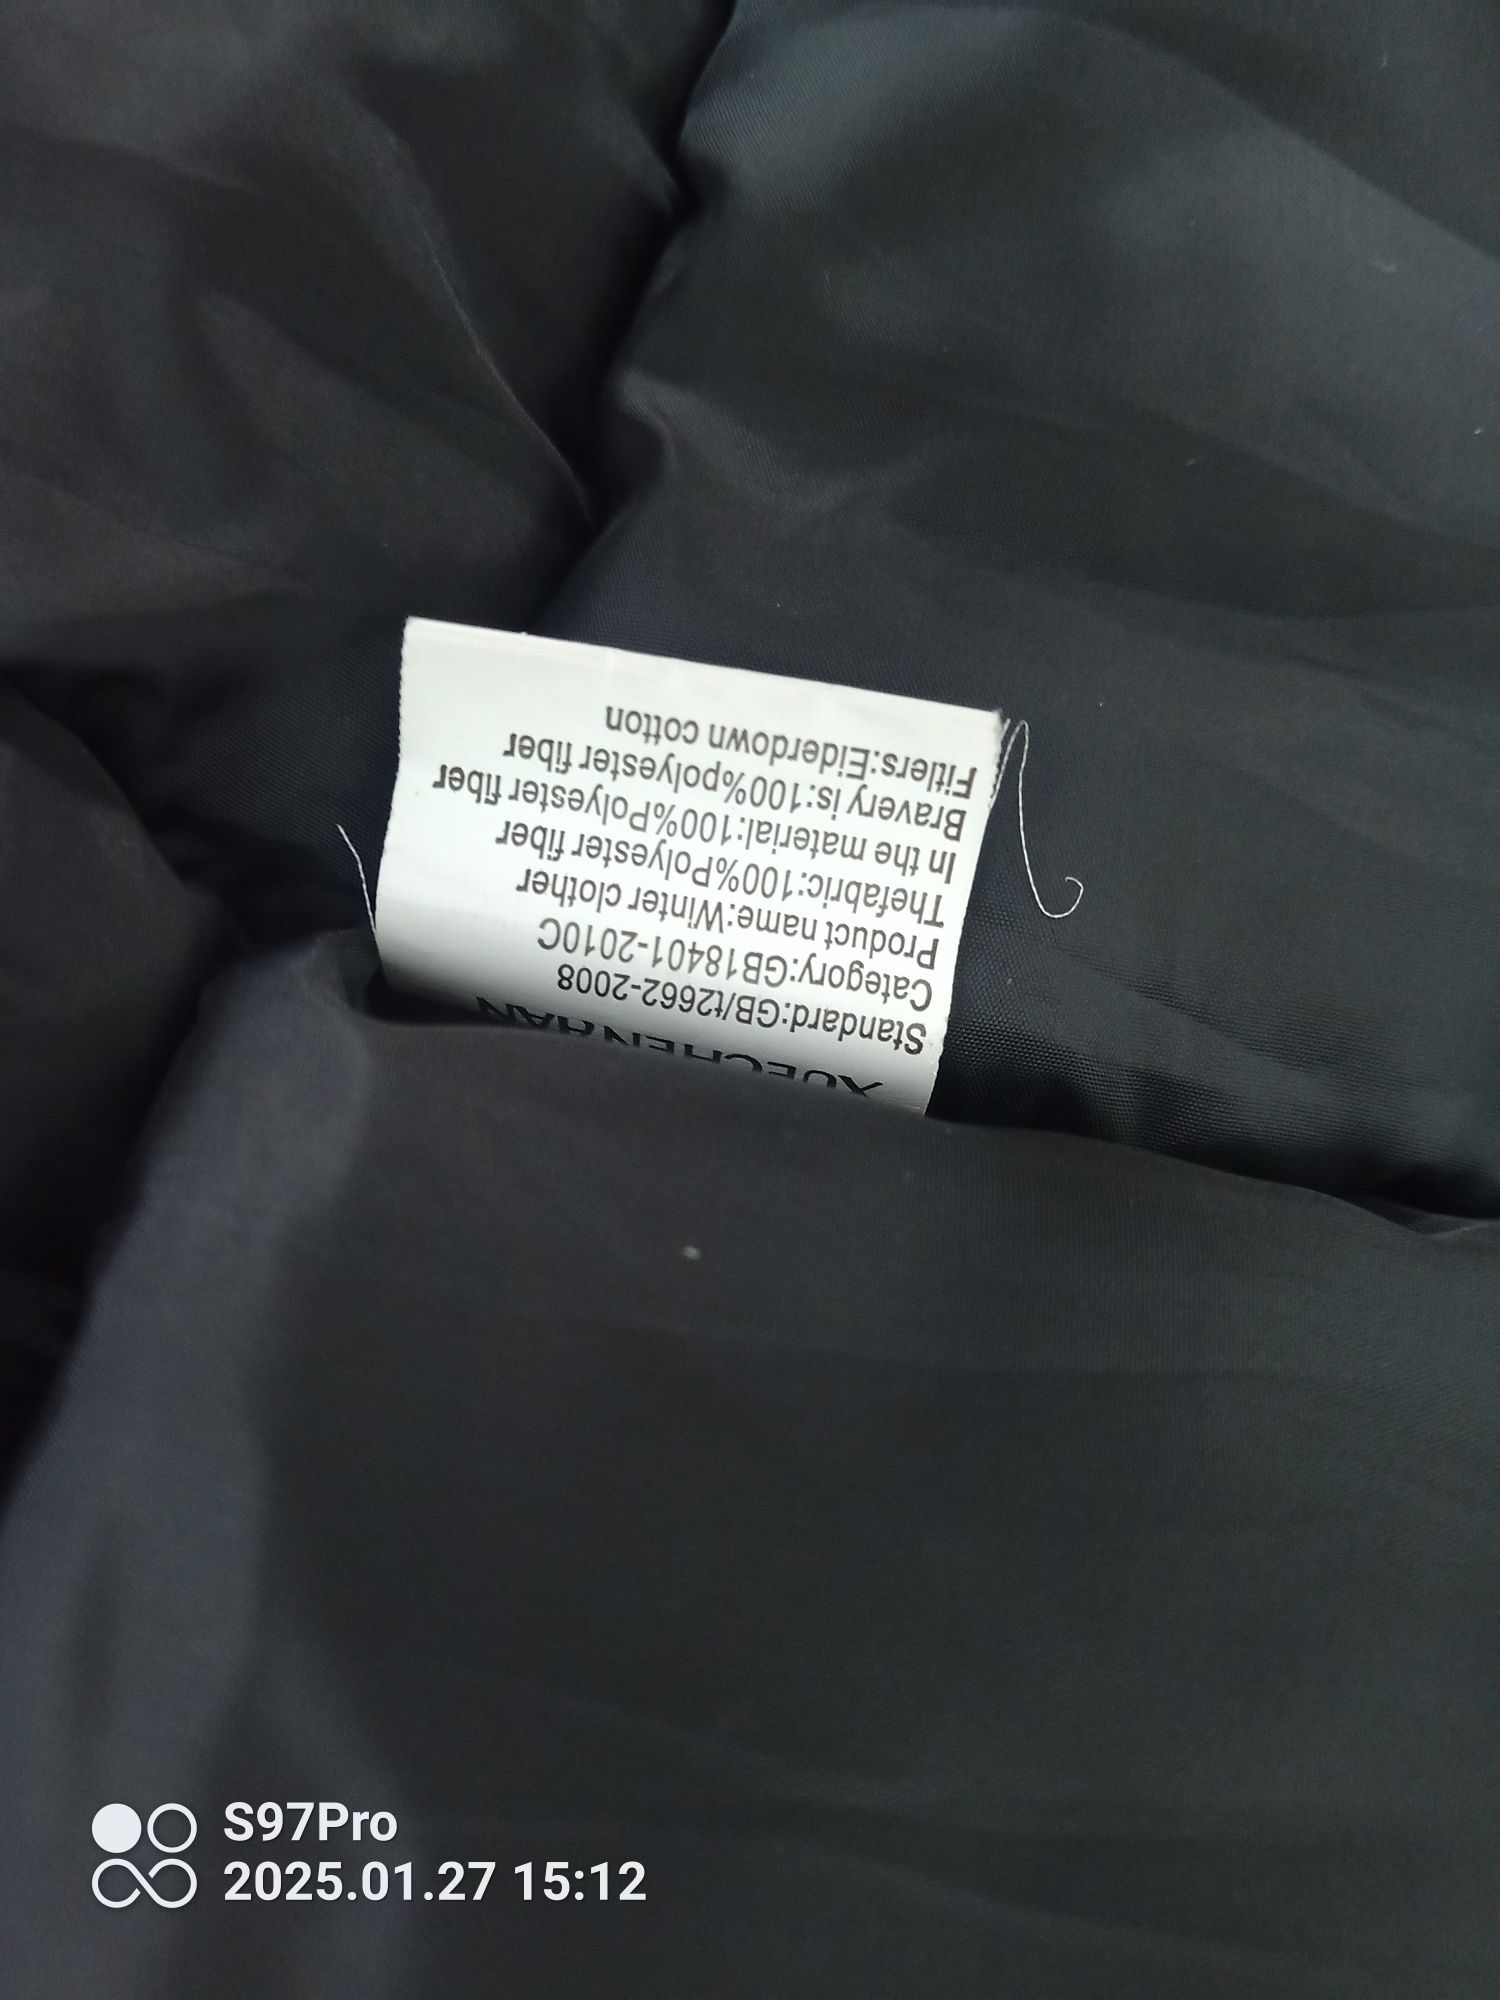 XUECHENHAN
Standard:GB/t2662-2008
Category:GB18401-2010C
Product name:Winter clother
Thefabric:100%Polyester fiber
In the material:100%Polyester fiber
Bravery is:100%polyester fiber
Fitlers:Eiderdown cotton
S97Pro
2025.01.27 15:12